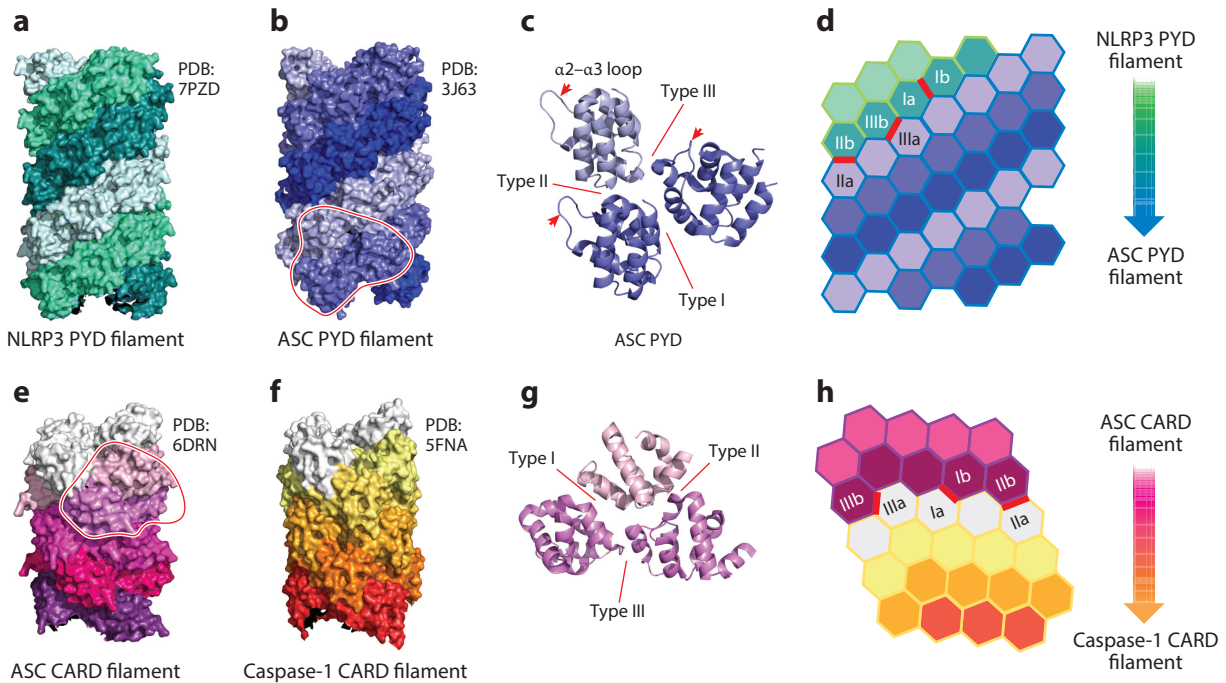 a
PDB:
7PZD
NLRP3 PYD filament
b
PDB:
3J63
ASC PYD filament
c
α2–α3 loop
Type III
Type II
Type I
ASC PYD
d
Ib
Ia
IIIb
IIb
IIIa
IIa
NLRP3 PYD
filament
ASC PYD
filament
e
PDB:
6DRN
ASC CARD filament
f
PDB:
5FNA
Caspase-1 CARD filament
g
Type I
Type II
Type III
h
Ib
IIb
IIIb
IIIa
Ia
IIa
ASC CARD
filament
Caspase-1 CARD
filament